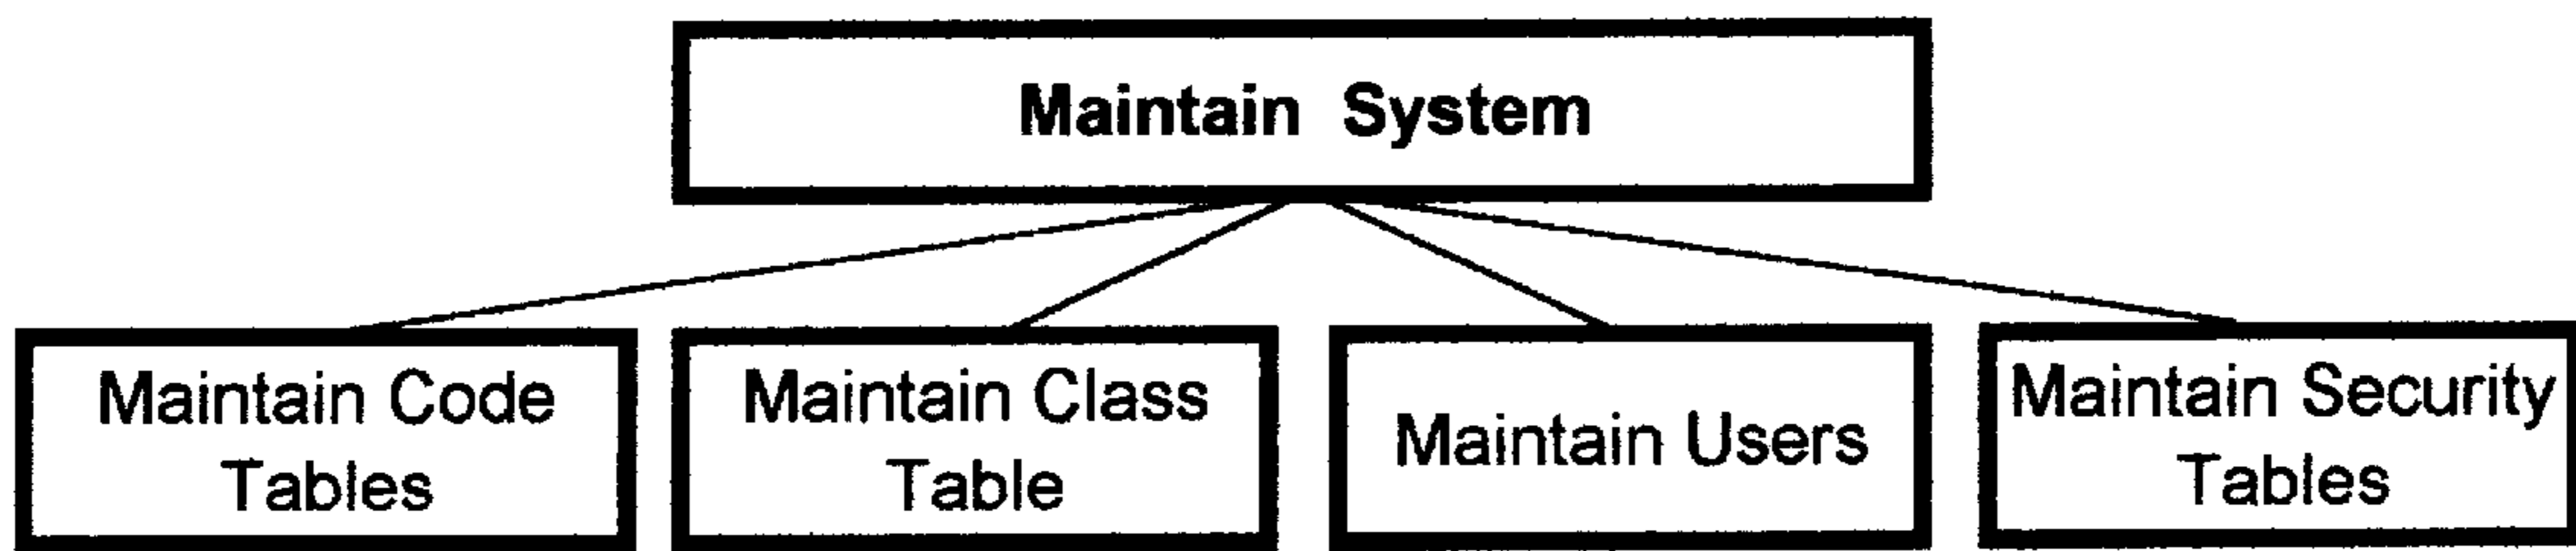 Maintain System
Maintain Code
Tables
Maintain Class
Table
Maintain Users
Maintain Security
Tables